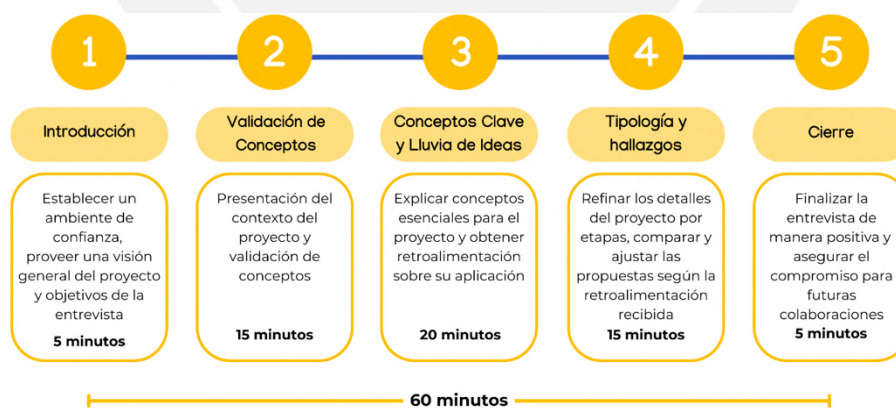 1
2
3
4
5
Introducción
Validación de
Conceptos
Conceptos Clave
y Lluvia de Ideas
Tipología y
hallazgos
Cierre
Establecer un
ambiente de
confianza,
proveer una visión
general del proyecto
y objetivos de la
entrevista
5 minutos
Presentación del
contexto del
proyecto y
validación de
conceptos
15 minutos
Explicar conceptos
esenciales para el
proyecto y obtener
retroalimentación
sobre su aplicación
20 minutos
Refinar los detalles
del proyecto por
etapas, comparar y
ajustar las
propuestas según la
retroalimentación
recibida
15 minutos
Finalizar la
entrevista de
manera positiva y
asegurar el
compromiso para
futuras
colaboraciones
5 minutos
60 minutos